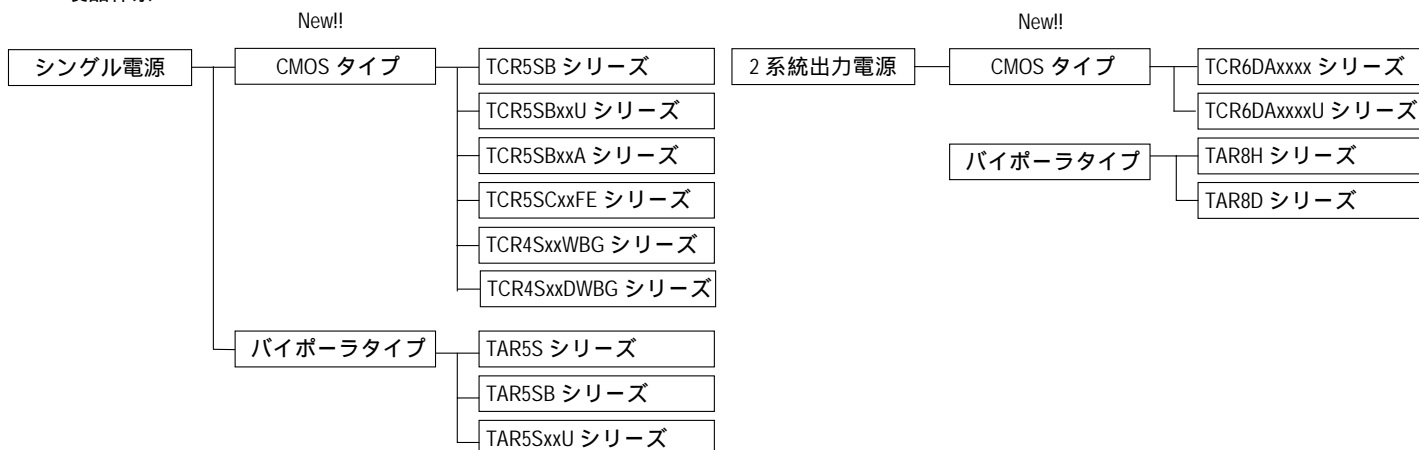 New!!
シングル電源
CMOS タイプ
TCR5SB シリーズ
TCR5SBxxU シリーズ
TCR5SBxxA シリーズ
TCR5SCxxFE シリーズ
TCR4SxxWBG シリーズ
TCR4SxxDWBG シリーズ
バイポーラタイプ
TAR5S シリーズ
TAR5SB シリーズ
TAR5SxxU シリーズ
New!!
2 系統出力電源
CMOS タイプ
TCR6DAxxxx シリーズ
TCR6DAxxxxU シリーズ
バイポーラタイプ
TAR8H シリーズ
TAR8D シリーズ